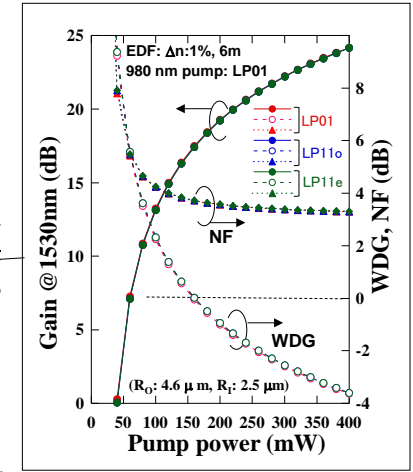 EDF: Δn:1%, 6m
980 nm pump: LP01
LP01
LP11o
LP11e
NF
WDG
(R_O: 4.6 μ m, R_I: 2.5 μm)
Gain @1530nm (dB)
25
20
15
10
5
0
WDG, NF (dB)
8
6
4
2
0
-2
-4
0 50 100 150 200 250 300 350 400
Pump power (mW)